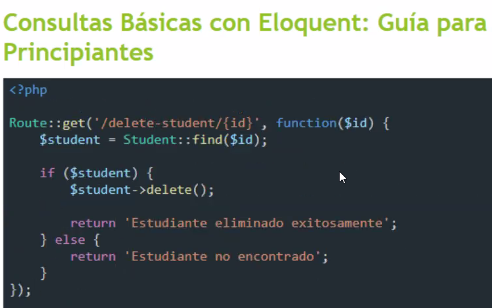 Consultas Básicas con Eloquent: Guía para
Principiantes
<?php
Route::get('/delete-student/{id}', function($id) {
    $student = Student::find($id);
    if ($student) {
        $student->delete();
        return 'Estudiante eliminado exitosamente';
    } else {
        return 'Estudiante no encontrado';
    }
});